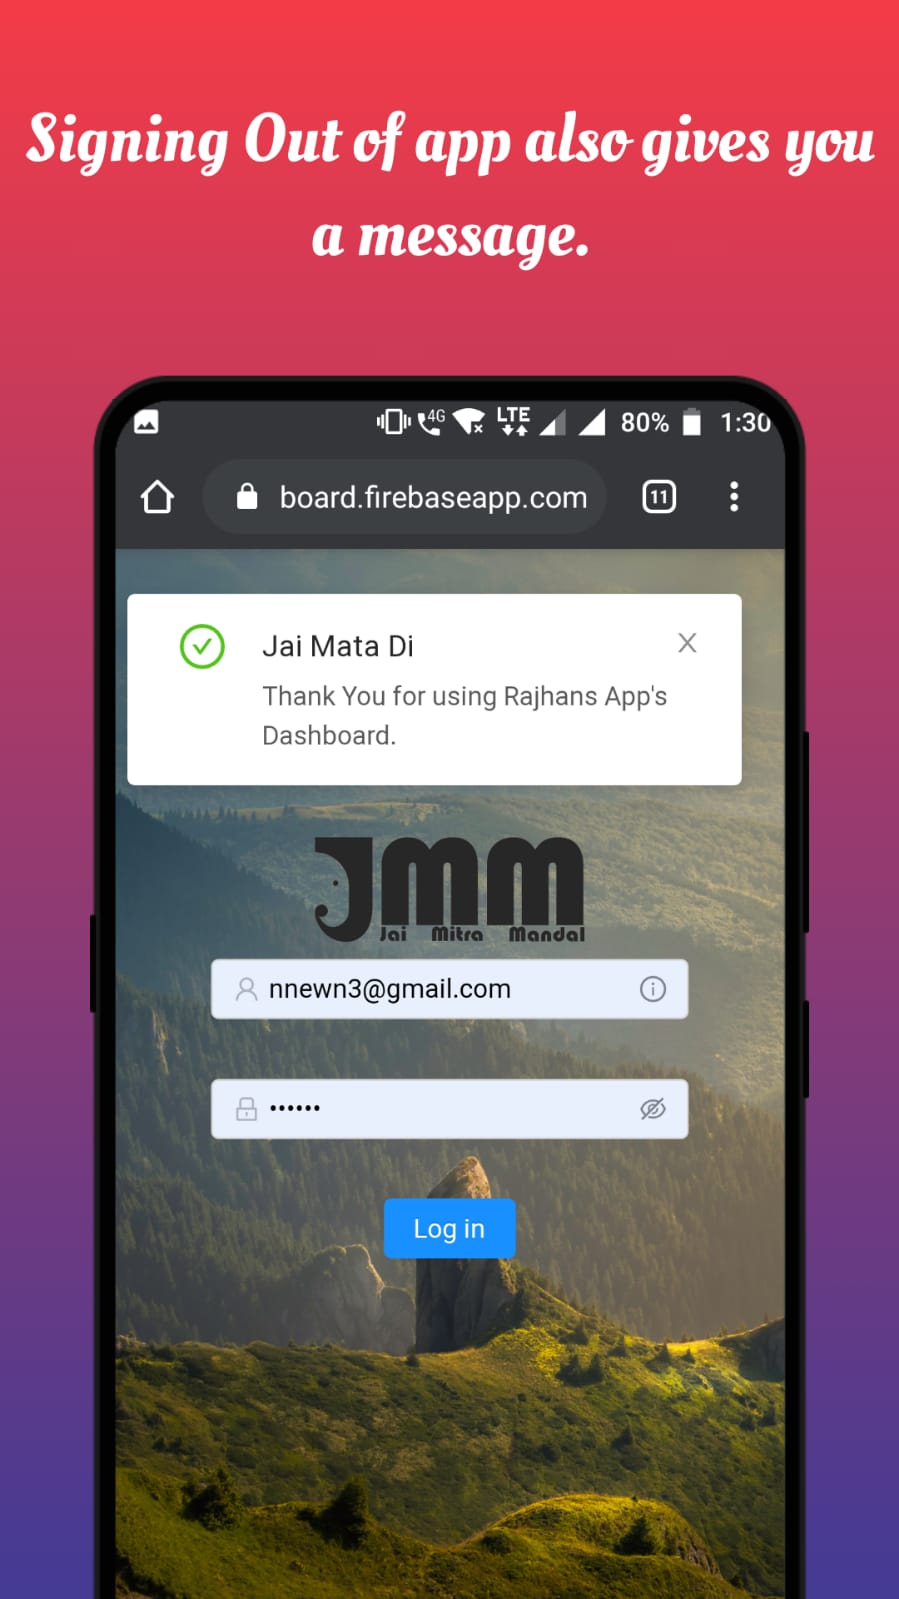 Signing Out of app also gives you
a message.
4G LTE 80% 1:30
board.firebaseapp.com 11
Jai Mata Di
Thank You for using Rajhans App's
Dashboard.
JMM
Jai Mitra Mandal
nnewn3@gmail.com
••••••
Log in